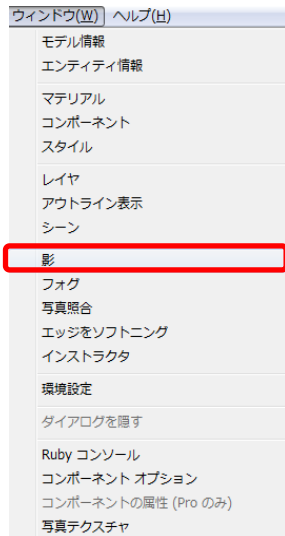 ウィンドウ(W) ヘルプ(H)
モデル情報
エンティティ情報
マテリアル
コンポーネント
スタイル
レイヤ
アウトライン表示
シーン
影
フォグ
写真照合
エッジをソフトニング
インストラクタ
環境設定
ダイアログを隠す
Ruby コンソール
コンポーネント オプション
コンポーネントの属性 (Pro のみ)
写真テクスチャ